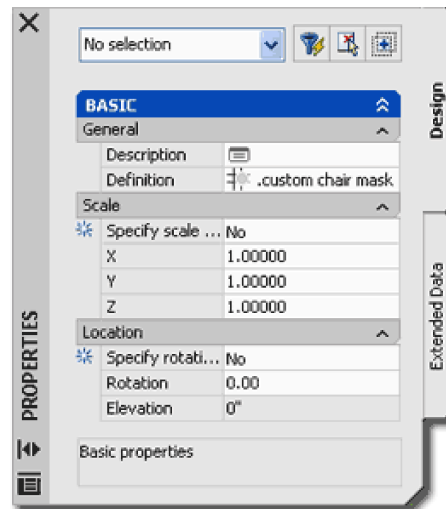 No selection
BASIC
General
Description
Definition .custom chair mask
Scale
Specify scale ... No
X 1.00000
Y 1.00000
Z 1.00000
Location
Specify rotati... No
Rotation 0.00
Elevation 0"
Basic properties
PROPERTIES
Design
Extended Data